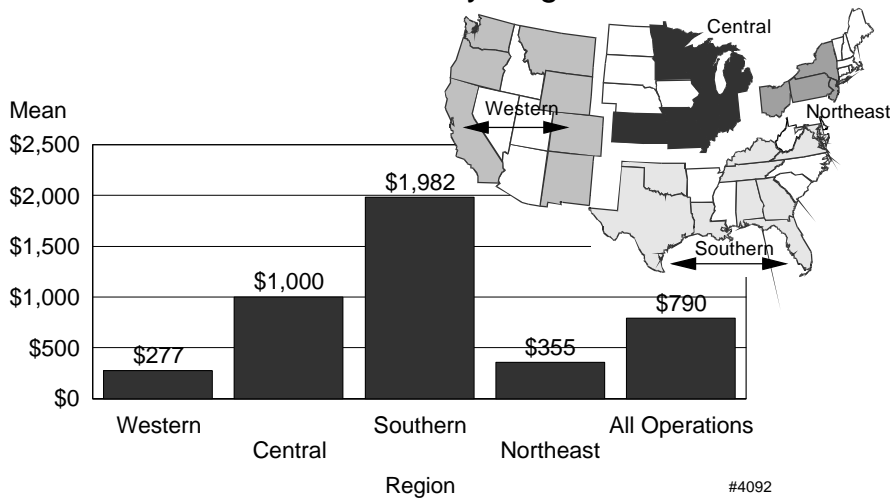 Central
Western
Northeast
Mean
$2,500
$2,000
$1,500
$1,000
$500
$0
$277
$1,000
$1,982
$355
$790
Southern
Western
Central
Southern
Northeast
All Operations
Region
#4092